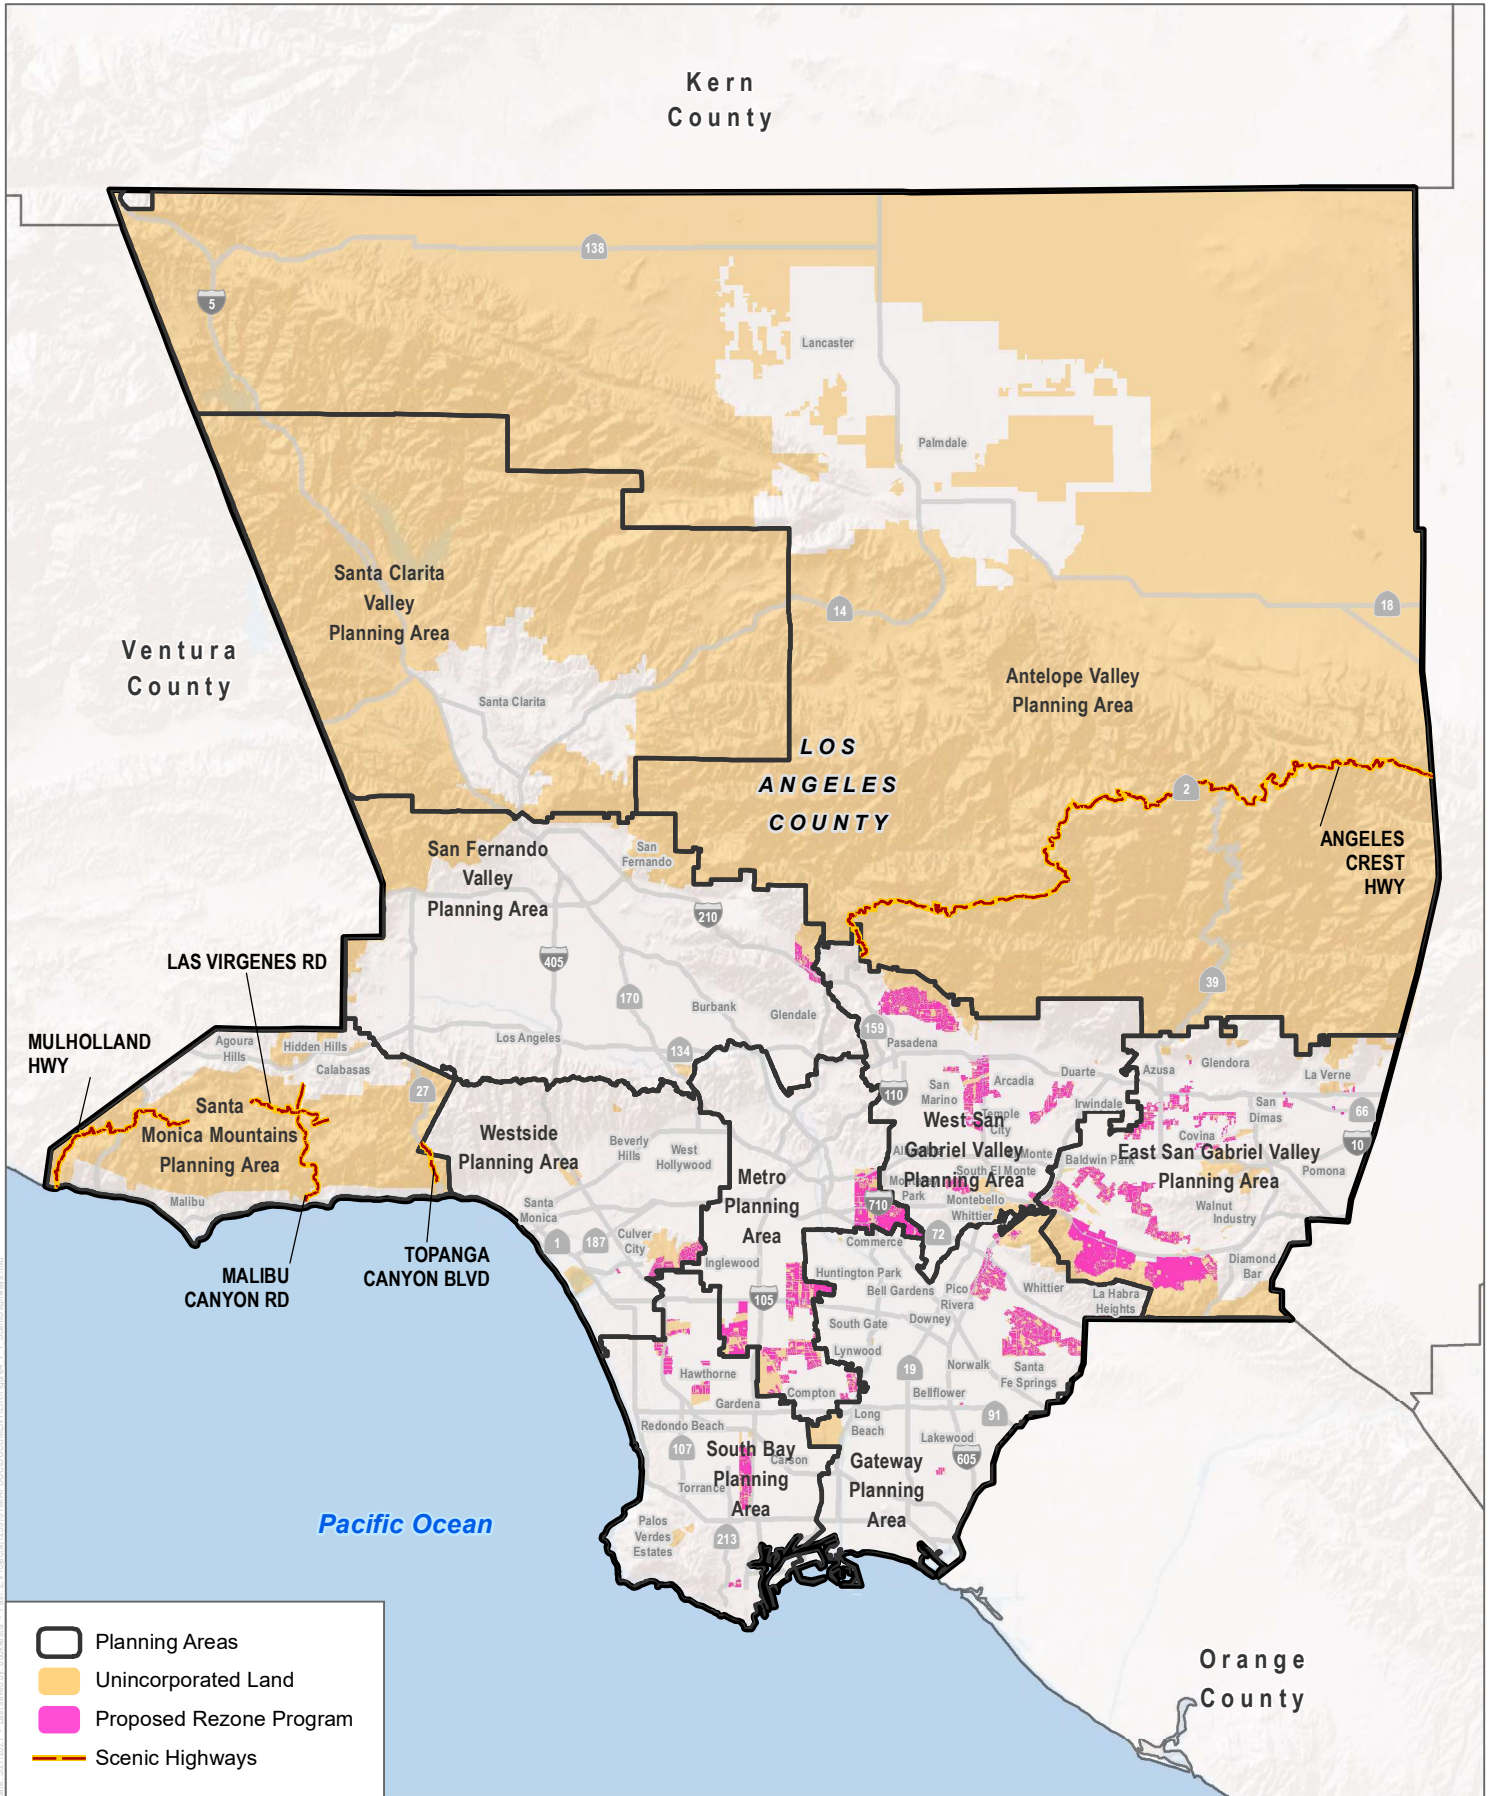 Kern
County
138
5
Lancaster
Palmdale
Santa Clarita
Valley
Planning Area
14
18
Ventura
County
Antelope Valley
Planning Area
Santa Clarita
LOS
ANGELES
COUNTY
2
ANGELES
CREST
HWY
San Fernando
Valley
Planning Area
San
Fernando
210
405
LAS VIRGENES RD
170
39
Burbank
Glendale
MULHOLLAND
HWY
Agoura
Hills
Hidden Hills
Calabasas
Los Angeles
134
159
Pasadena
Glendora
Azusa
La Verne
Duarte
27
110
San
Marino
Arcadia
Irwindale
San
Dimas
66
10
Santa
Monica Mountains
Planning Area
Westside
Planning Area
Beverly
Hills
West
Hollywood
Temple
City
West San
Gabriel Valley
Planning Area
El Monte
South El Monte
Park
Covina
Baldwin Park
East San Gabriel Valley
Planning Area
Pomona
Metro
Planning
Area
Malibu
Santa
Monica
710
Montebello
Whittier
Walnut
Industry
1
187
Culver
City
72
Commerce
Diamond
Bar
TOPANGA
CANYON BLVD
MALIBU
CANYON RD
Inglewood
Huntington Park
Bell Gardens
Pico
Rivera
Whittier
La Habra
Heights
105
South Gate
Downey
Lynwood
Hawthorne
19
Norwalk
Santa
Fe Springs
Compton
Bellflower
Gardena
Long
Beach
91
Redondo Beach
Lakewood
107
South Bay
Planning
Area
Carson
605
Gateway
Planning
Area
Torrance
Pacific Ocean
Palos
Verdes
Estates
213
Planning Areas
Unincorporated Land
Proposed Rezone Program
Scenic Highways
Orange
County